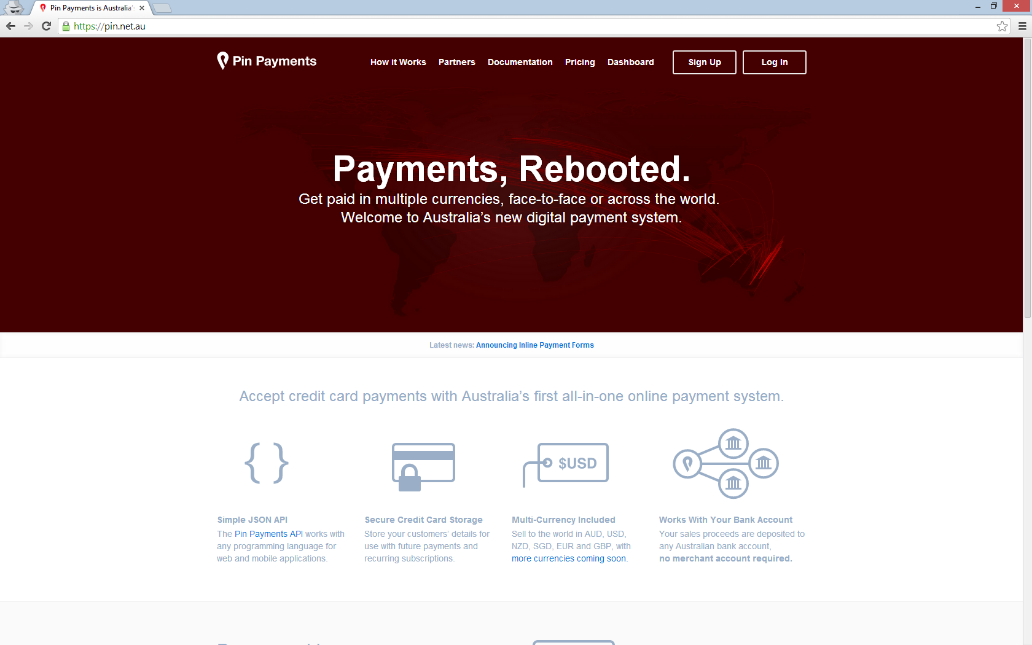 Pin Payments is Australia'
https://pin.net.au
Pin Payments
How it Works
Partners
Documentation
Pricing
Dashboard
Sign Up
Log In
Payments, Rebooted.
Get paid in multiple currencies, face-to-face or across the world.
Welcome to Australia's new digital payment system.
Latest news: Announcing Inline Payment Forms
Accept credit card payments with Australia's first all-in-one online payment system.
{ }
$USD
Simple JSON API
The Pin Payments API works with
any programming language for
web and mobile applications.
Secure Credit Card Storage
Store your customers' details for
use with future payments and
recurring subscriptions.
Multi-Currency Included
Sell to the world in AUD, USD,
NZD, SGD, EUR and GBP, with
more currencies coming soon.
Works With Your Bank Account
Your sales proceeds are deposited to
any Australian bank account,
no merchant account required.